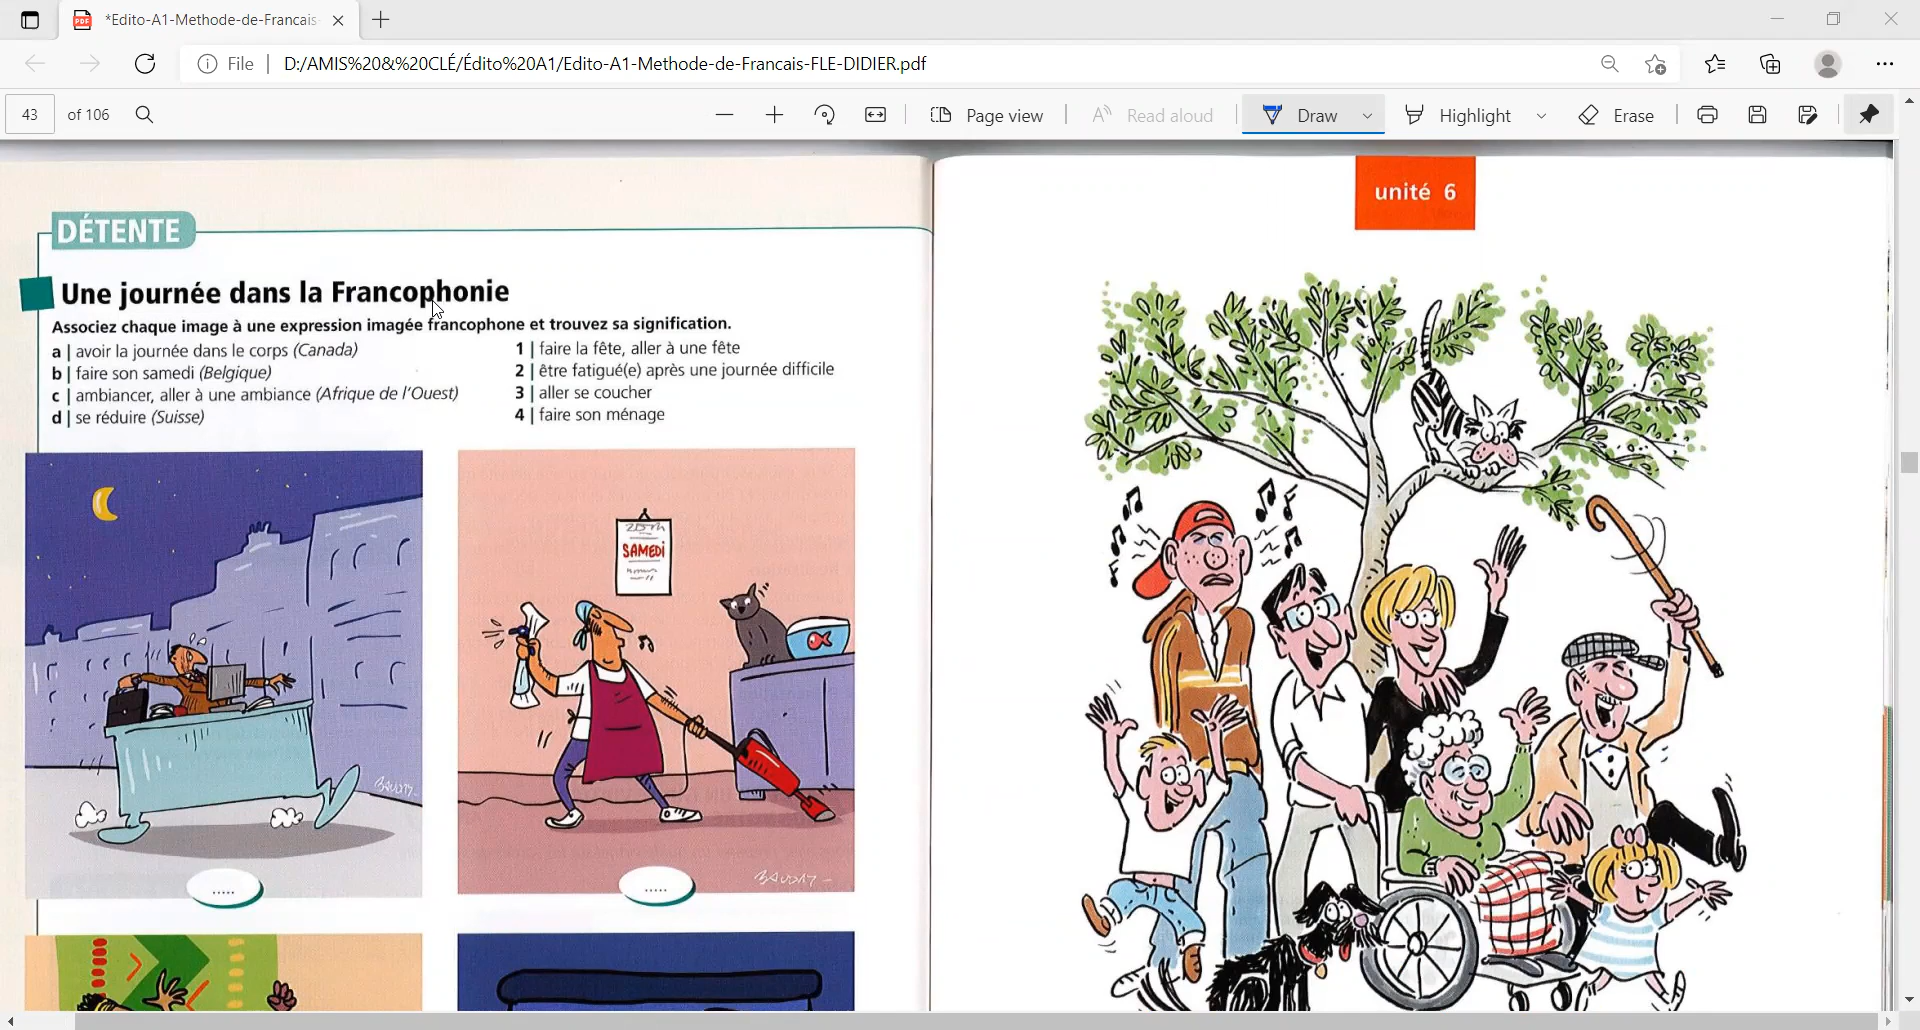 *Edito-A1-Methode-de-Francais
File
D:/AMIS%20&%20CLÉ/Édito%20A1/Edito-A1-Methode-de-Francais-FLE-DIDIER.pdf
43 of 106
Page view
Read aloud
Draw
Highlight
Erase
DÉTENTE
Une journée dans la Francophonie
Associez chaque image à une expression imagée francophone et trouvez sa signification.
a | avoir la journée dans le corps (Canada)
b | faire son samedi (Belgique)
c | ambiancer, aller à une ambiance (Afrique de l'Ouest)
d | se réduire (Suisse)
1 | faire la fête, aller à une fête
2 | être fatigué(e) après une journée difficile
3 | aller se coucher
4 | faire son ménage
SAMEDI
.....
.....
unité 6